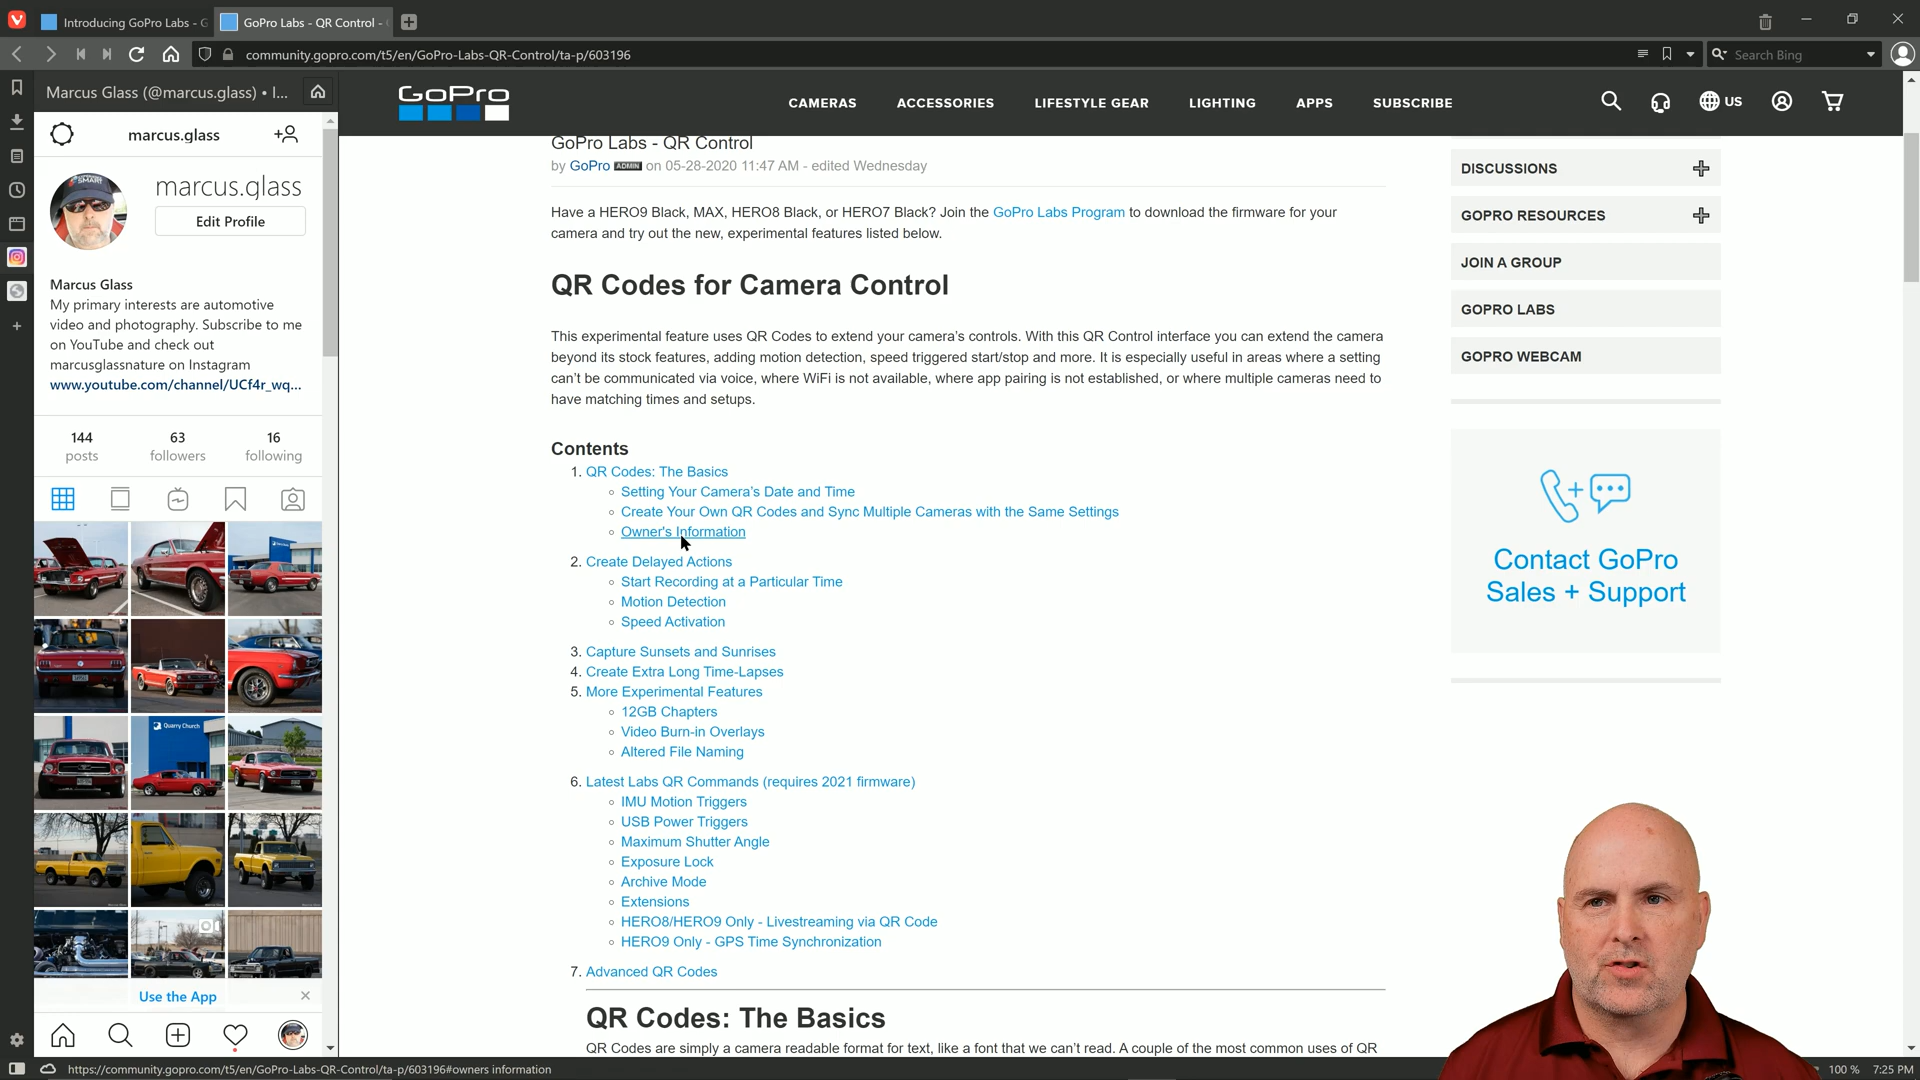 Introducing GoPro Labs - G
GoPro Labs - QR Control -
community.gopro.com/t5/en/GoPro-Labs-QR-Control/ta-p/603196
Search Bing
Marcus Glass (@marcus.glass) • I...
marcus.glass
marcus.glass
Edit Profile
Marcus Glass
My primary interests are automotive
video and photography. Subscribe to me
on YouTube and check out
marcusglassnature on Instagram
www.youtube.com/channel/UCf4r_wq...
144 63 16
posts followers following
Quarry Church
Use the App
GoPro
CAMERAS ACCESSORIES LIFESTYLE GEAR LIGHTING APPS SUBSCRIBE
US
GoPro Labs - QR Control
by GoPro ADMIN on 05-28-2020 11:47 AM - edited Wednesday
Have a HERO9 Black, MAX, HERO8 Black, or HERO7 Black? Join the GoPro Labs Program to download the firmware for your
camera and try out the new, experimental features listed below.
QR Codes for Camera Control
This experimental feature uses QR Codes to extend your camera's controls. With this QR Control interface you can extend the camera
beyond its stock features, adding motion detection, speed triggered start/stop and more. It is especially useful in areas where a setting
can't be communicated via voice, where WiFi is not available, where app pairing is not established, or where multiple cameras need to
have matching times and setups.
Contents
1. QR Codes: The Basics
Setting Your Camera's Date and Time
Create Your Own QR Codes and Sync Multiple Cameras with the Same Settings
Owner's Information
2. Create Delayed Actions
Start Recording at a Particular Time
Motion Detection
Speed Activation
3. Capture Sunsets and Sunrises
4. Create Extra Long Time-Lapses
5. More Experimental Features
12GB Chapters
Video Burn-in Overlays
Altered File Naming
6. Latest Labs QR Commands (requires 2021 firmware)
IMU Motion Triggers
USB Power Triggers
Maximum Shutter Angle
Exposure Lock
Archive Mode
Extensions
HERO8/HERO9 Only - Livestreaming via QR Code
HERO9 Only - GPS Time Synchronization
7. Advanced QR Codes
QR Codes: The Basics
QR Codes are simply a camera readable format for text, like a font that we can't read. A couple of the most common uses of QR
DISCUSSIONS
GOPRO RESOURCES
JOIN A GROUP
GOPRO LABS
GOPRO WEBCAM
Contact GoPro
Sales + Support
https://community.gopro.com/t5/en/GoPro-Labs-QR-Control/ta-p/603196#owners information
100 % 7:25 PM